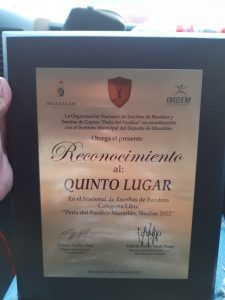 MAZATLÁN
IMDEM
La Organización Nacional de Escoltas de Bandera y
Bandas de Guerra "Perla del Pacífico" en coordinación
con el Instituto Municipal del Deporte de Mazatlán,
Otorga el presente:
Reconocimiento
al:
QUINTO LUGAR
En el Nacional de Escoltas de Bandera
Categoría Libre
"Perla del Pacífico Mazatlán, Sinaloa 2022"